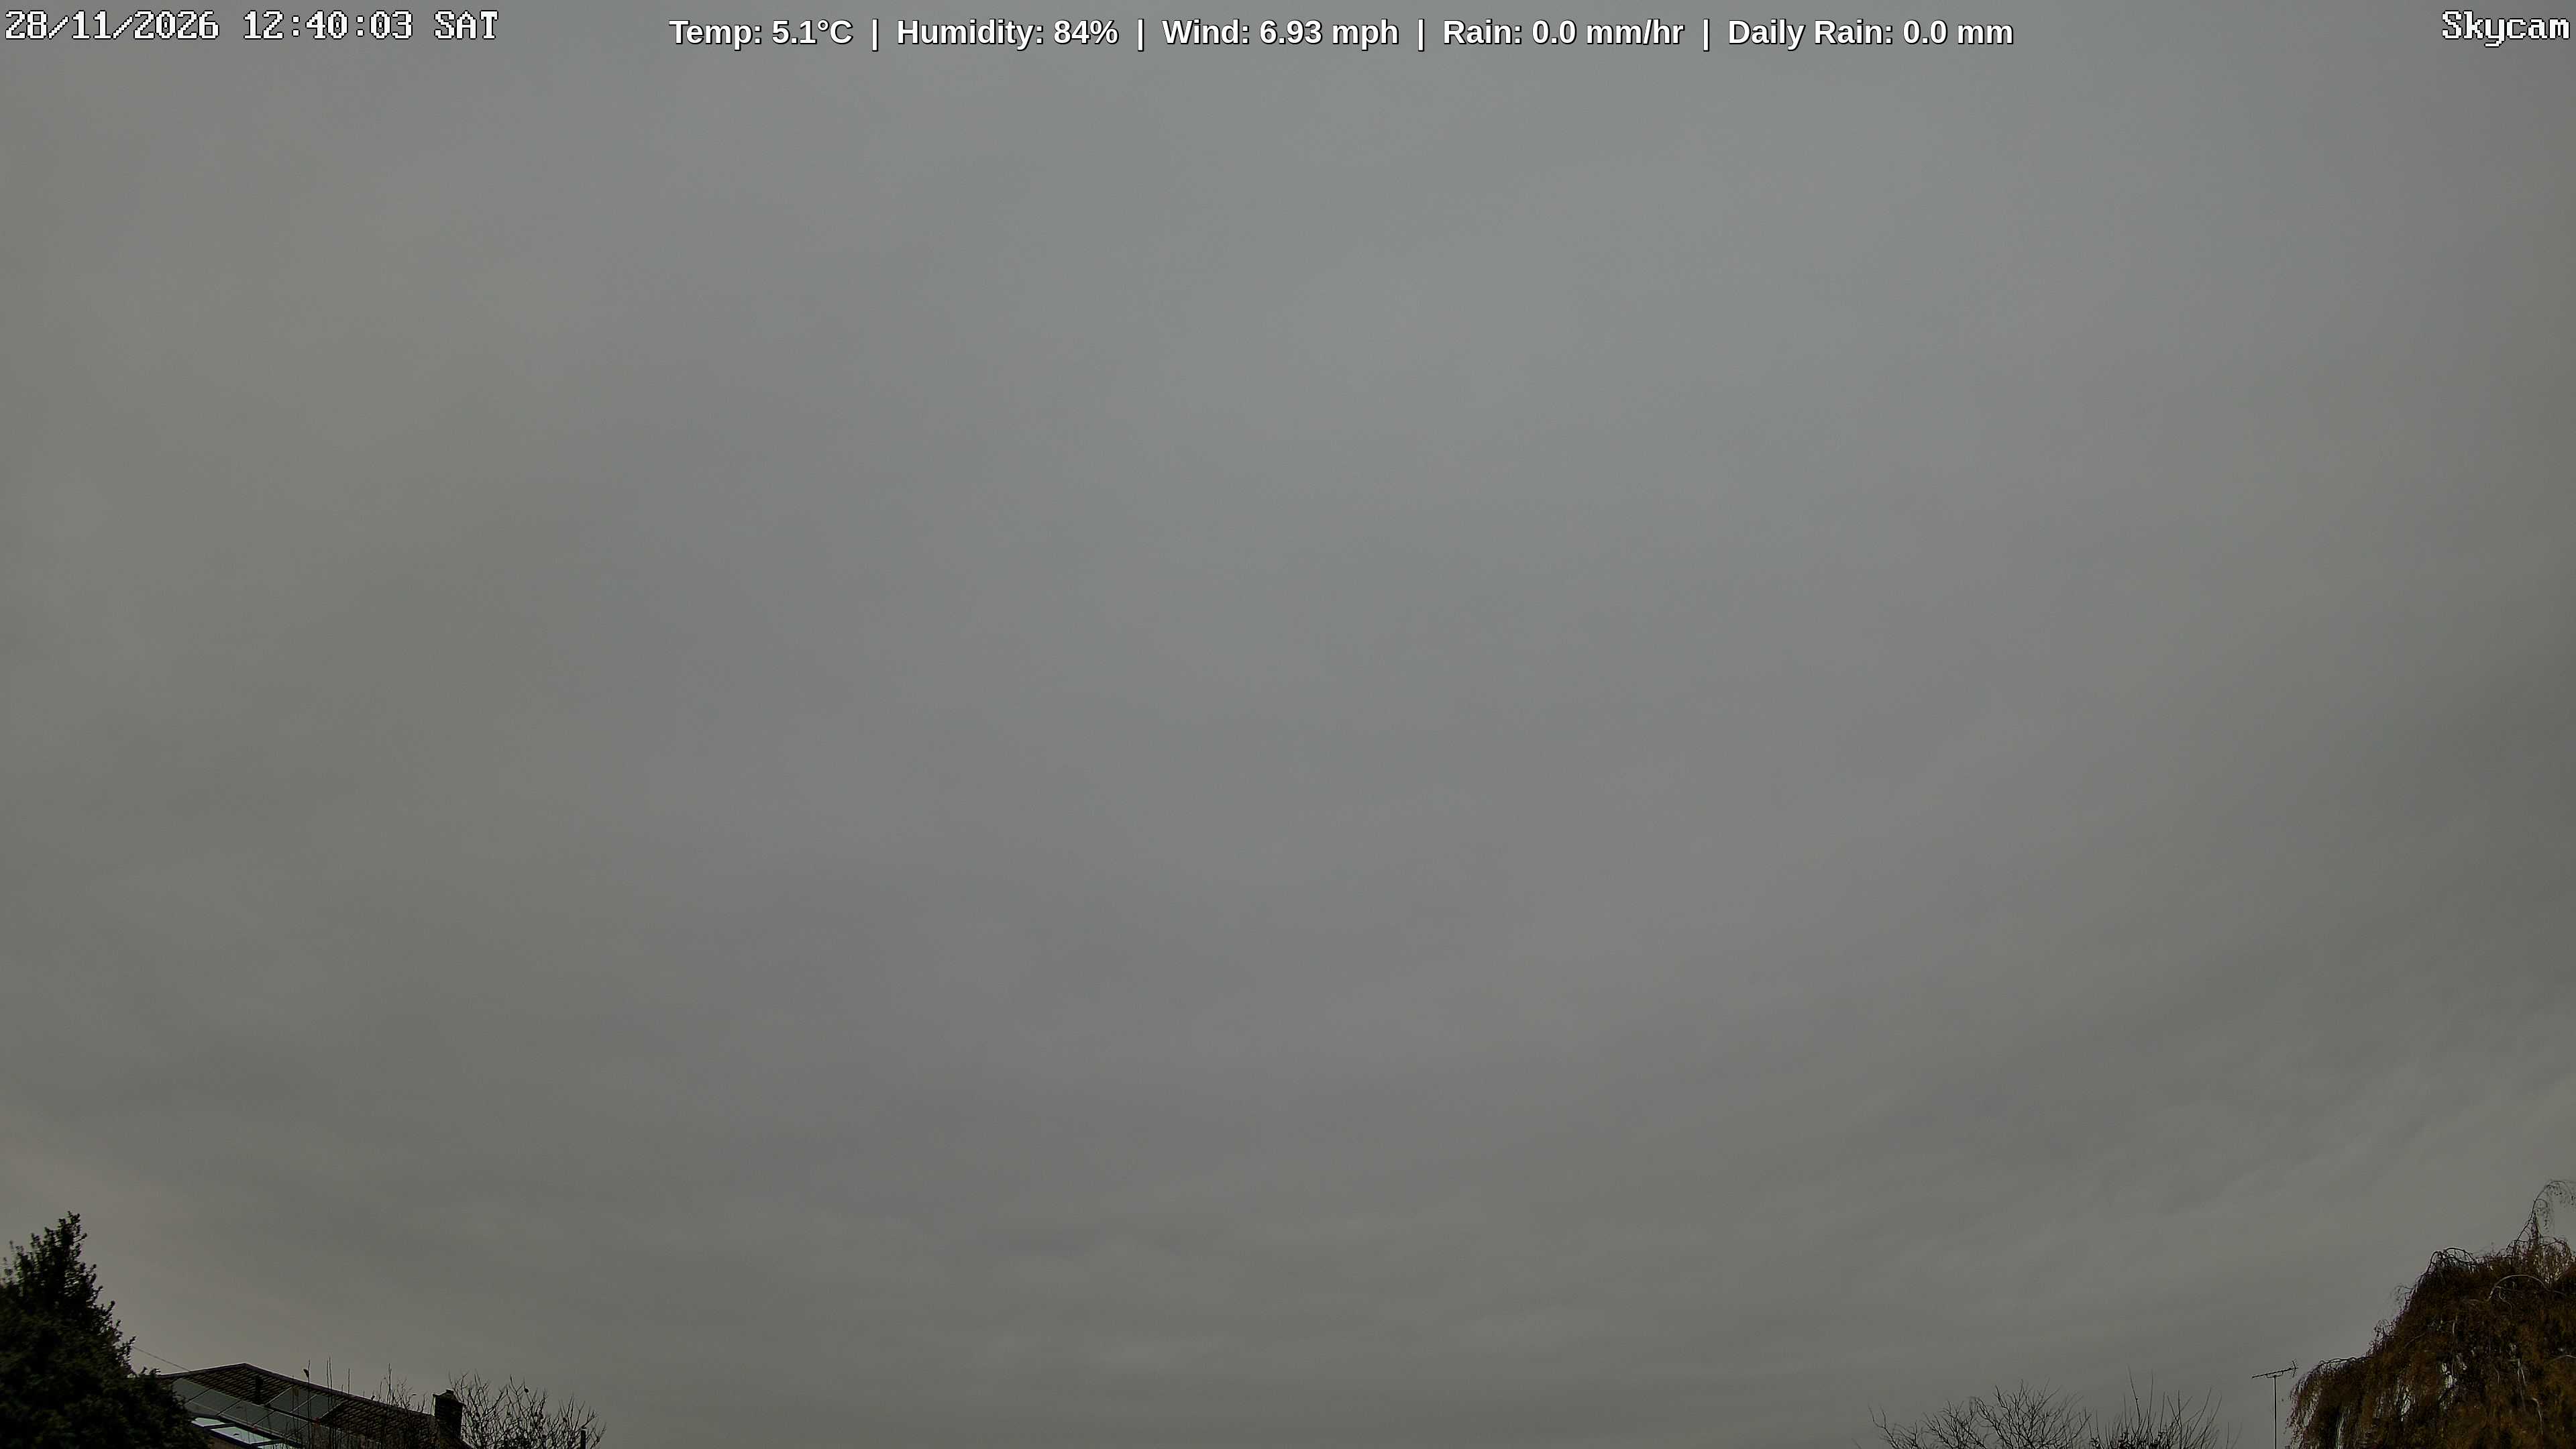 28/11/2026 12:40:03 SAT
Temp: 5.1°C | Humidity: 84% | Wind: 6.93 mph | Rain: 0.0 mm/hr | Daily Rain: 0.0 mm
Skycam